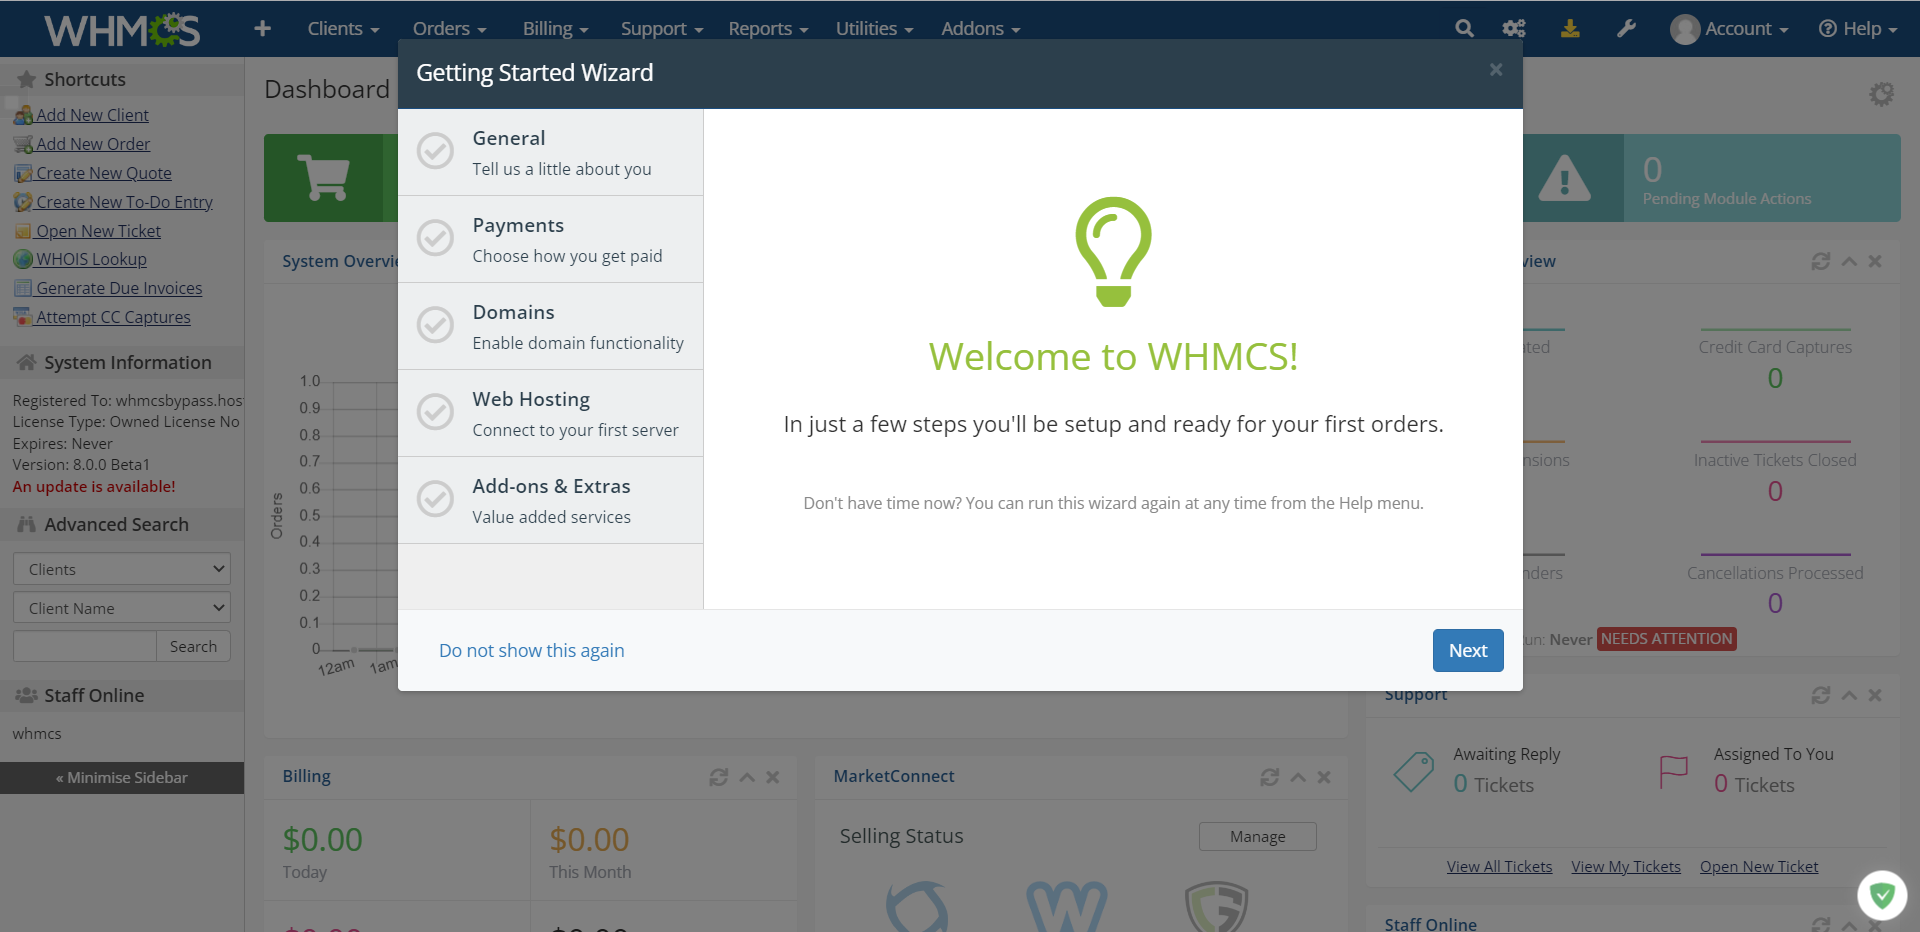 WHMCS
Clients
Orders
Billing
Support
Reports
Utilities
Addons
Account
Help
Shortcuts
Add New Client
Add New Order
Create New Quote
Create New To-Do Entry
Open New Ticket
WHOIS Lookup
Generate Due Invoices
Attempt CC Captures
System Information
Registered To: whmcsbypass.hos
License Type: Owned License No
Expires: Never
Version: 8.0.0 Beta1
An update is available!
Advanced Search
Clients
Client Name
Search
Staff Online
whmcs
« Minimise Sidebar
Dashboard
Getting Started Wizard
General
Tell us a little about you
Payments
Choose how you get paid
Domains
Enable domain functionality
Web Hosting
Connect to your first server
Add-ons & Extras
Value added services
Welcome to WHMCS!
In just a few steps you'll be setup and ready for your first orders.
Don't have time now? You can run this wizard again at any time from the Help menu.
Do not show this again
Next
0
Pending Module Actions
System Overvie
1.0
0.9
0.8
0.7
0.6
0.5
0.4
0.3
0.2
0.1
0
Orders
12am
1am
view
ated
Credit Card Captures
0
nsions
Inactive Tickets Closed
0
nders
Cancellations Processed
0
un: Never NEEDS ATTENTION
Billing
$0.00
Today
$0.00
This Month
$0.00
$0.00
MarketConnect
Selling Status
Manage
Support
Awaiting Reply
0 Tickets
Assigned To You
0 Tickets
View All Tickets
View My Tickets
Open New Ticket
Staff Online